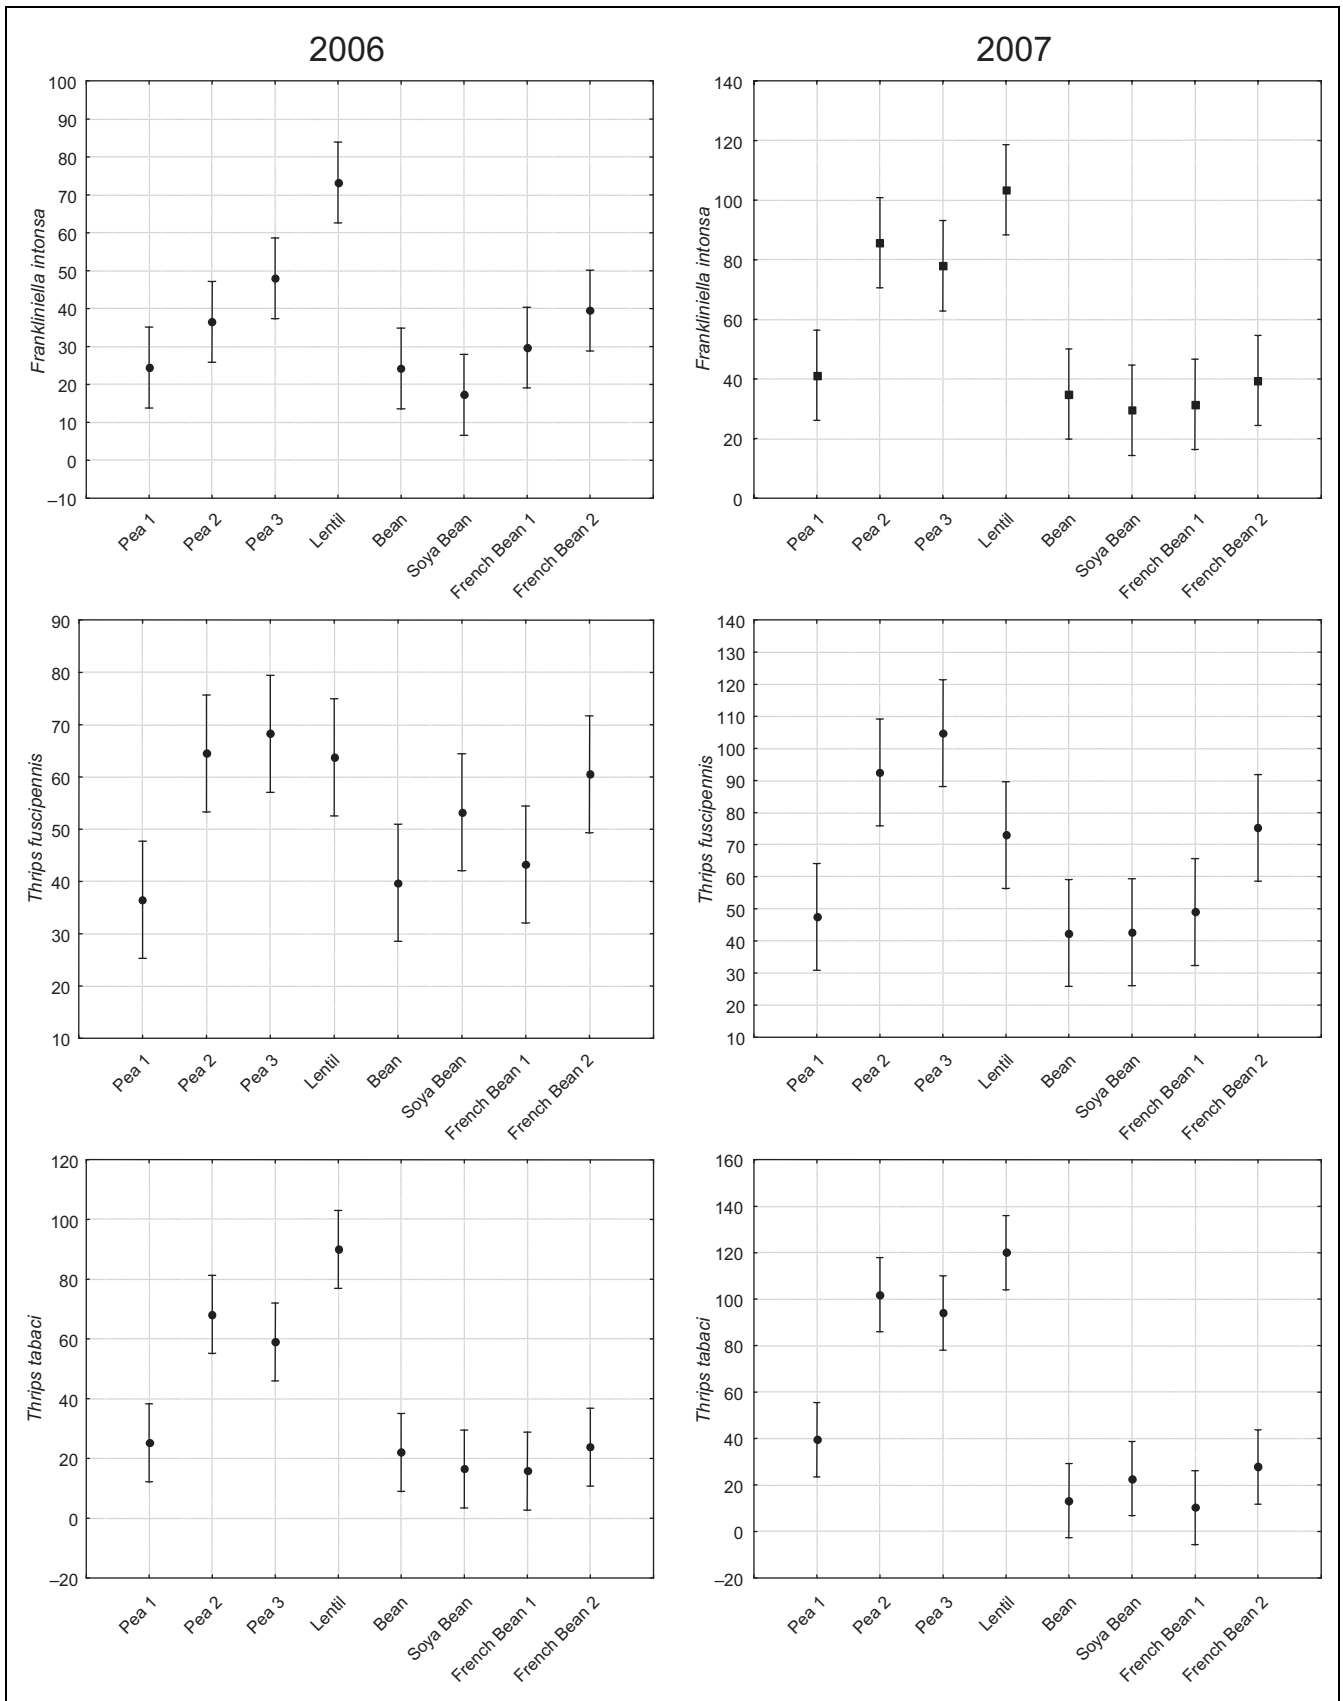 2006
2007
100
90
80
70
60
50
40
30
20
10
0
–10
Frankliniella intonsa
Pea 1
Pea 2
Pea 3
Lentil
Bean
Soya Bean
French Bean 1
French Bean 2
140
120
100
80
60
40
20
0
Frankliniella intonsa
Pea 1
Pea 2
Pea 3
Lentil
Bean
Soya Bean
French Bean 1
French Bean 2
90
80
70
60
50
40
30
20
10
Thrips fuscipennis
Pea 1
Pea 2
Pea 3
Lentil
Bean
Soya Bean
French Bean 1
French Bean 2
140
130
120
110
100
90
80
70
60
50
40
30
20
10
Thrips fuscipennis
Pea 1
Pea 2
Pea 3
Lentil
Bean
Soya Bean
French Bean 1
French Bean 2
120
100
80
60
40
20
0
–20
Thrips tabaci
Pea 1
Pea 2
Pea 3
Lentil
Bean
Soya Bean
French Bean 1
French Bean 2
160
140
120
100
80
60
40
20
0
–20
Thrips tabaci
Pea 1
Pea 2
Pea 3
Lentil
Bean
Soya Bean
French Bean 1
French Bean 2